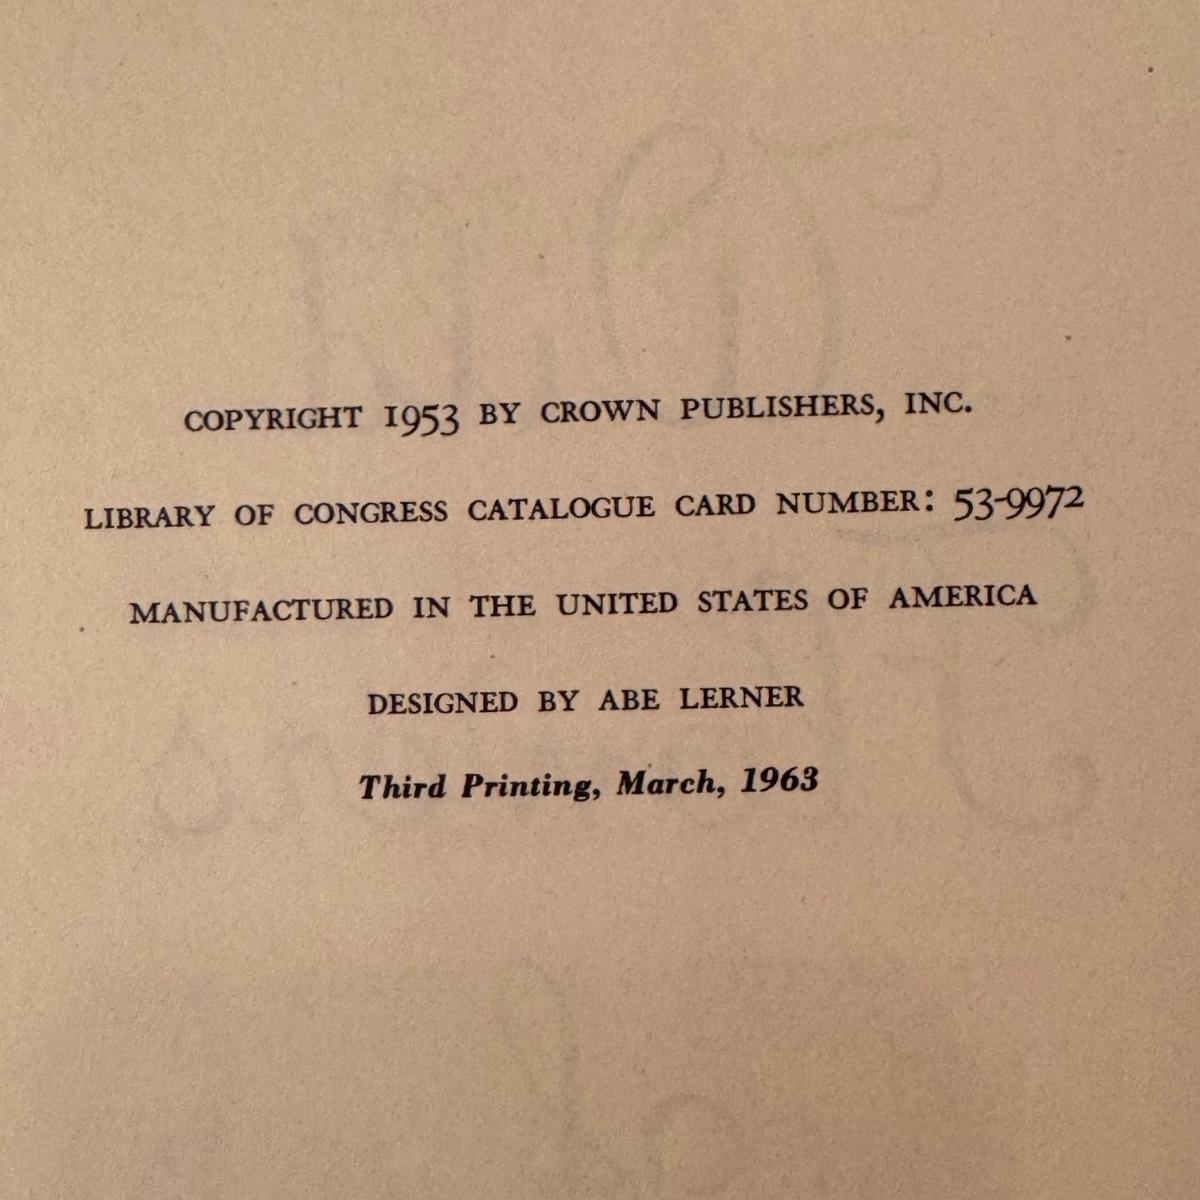 COPYRIGHT 1953 BY CROWN PUBLISHERS, INC.
LIBRARY OF CONGRESS CATALOGUE CARD NUMBER: 53-9972
MANUFACTURED IN THE UNITED STATES OF AMERICA
DESIGNED BY ABE LERNER
Third Printing, March, 1963